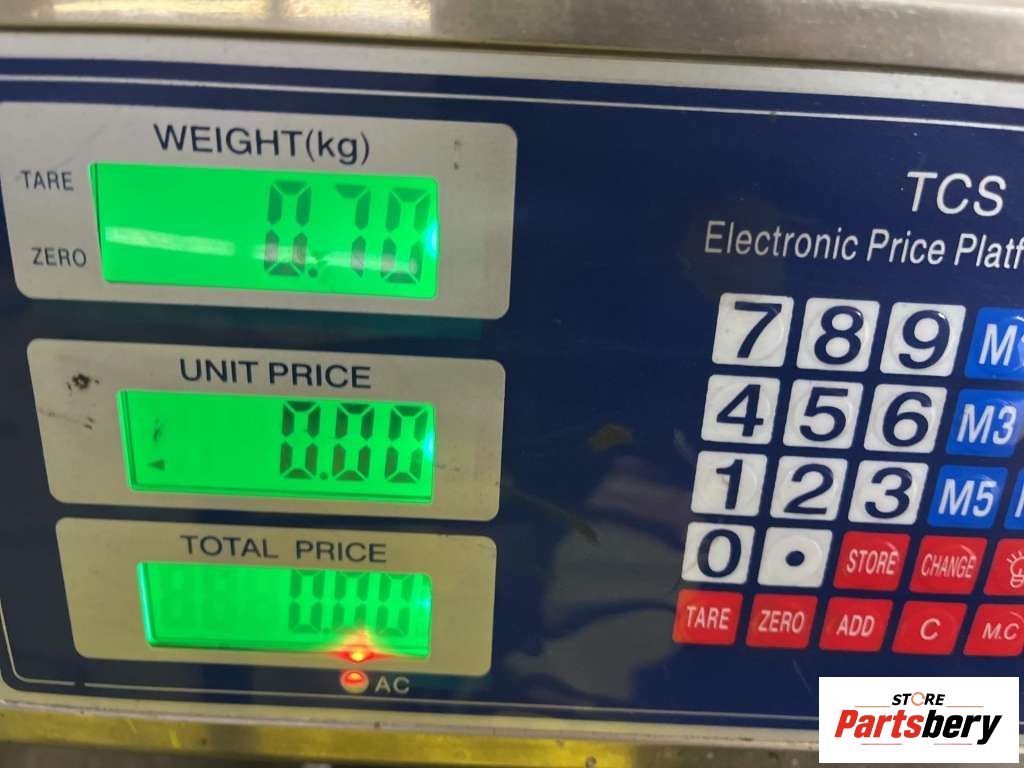 WEIGHT(kg)
TARE
0.70
ZERO
UNIT PRICE
0.00
TOTAL PRICE
0.00
AC
TCS
Electronic Price
7 8 9
4 5 6 M3
1 2 3 M5
0 . STORE CHANGE
TARE ZERO ADD C M.C
STORE
Partsbery